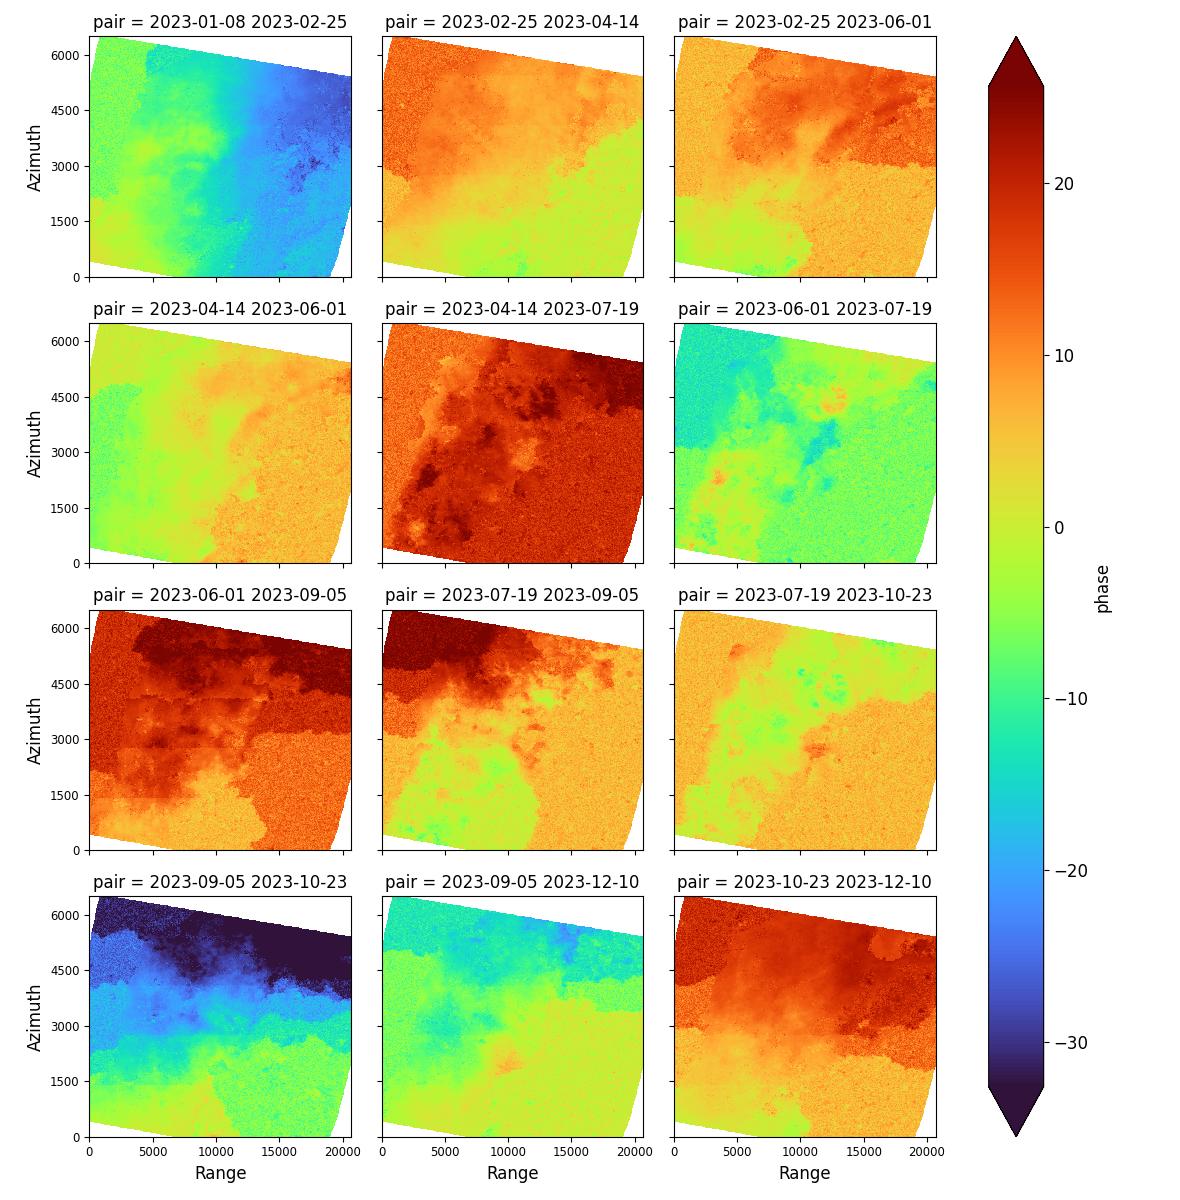 pair = 2023-01-08 2023-02-25
pair = 2023-02-25 2023-04-14
pair = 2023-02-25 2023-06-01
6000
4500
3000
1500
0
Azimuth
20
10
0
−10
−20
−30
phase
pair = 2023-04-14 2023-06-01
pair = 2023-04-14 2023-07-19
pair = 2023-06-01 2023-07-19
6000
4500
3000
1500
0
Azimuth
pair = 2023-06-01 2023-09-05
pair = 2023-07-19 2023-09-05
pair = 2023-07-19 2023-10-23
6000
4500
3000
1500
0
Azimuth
pair = 2023-09-05 2023-10-23
pair = 2023-09-05 2023-12-10
pair = 2023-10-23 2023-12-10
6000
4500
3000
1500
0
Azimuth
0 5000 10000 15000 20000
0 5000 10000 15000 20000
0 5000 10000 15000 20000
Range
Range
Range